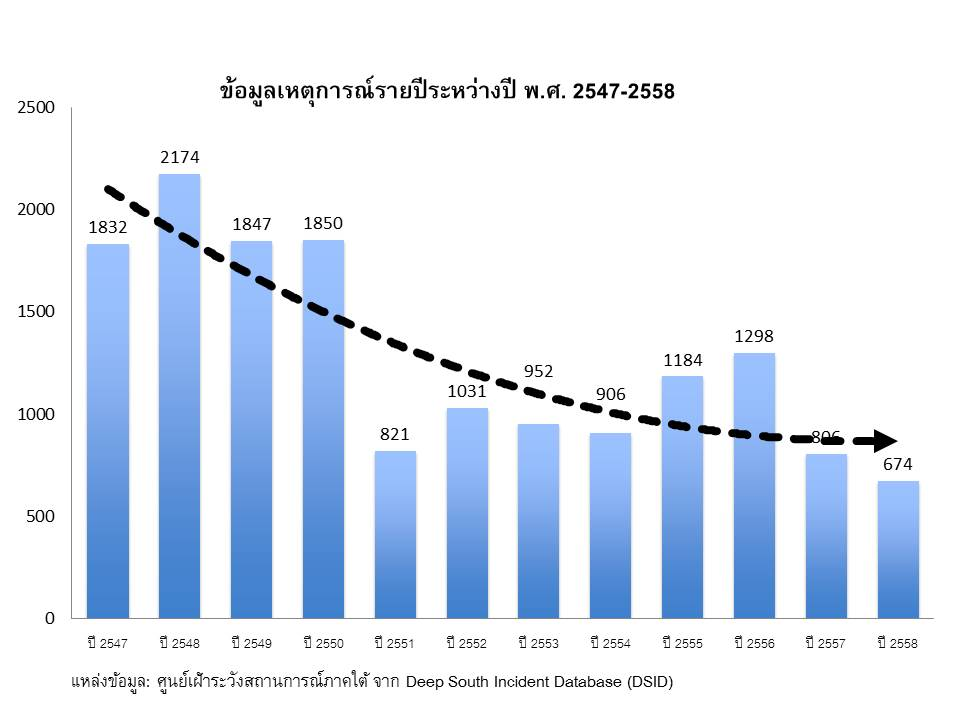 ข้อมูลเหตุการณ์รายปีระหว่างปี พ.ศ. 2547-2558
2500
2000
1500
1000
500
0
1832
2174
1847
1850
821
1031
952
906
1184
1298
806
674
ปี 2547
ปี 2548
ปี 2549
ปี 2550
ปี 2551
ปี 2552
ปี 2553
ปี 2554
ปี 2555
ปี 2556
ปี 2557
ปี 2558
แหล่งข้อมูล: ศูนย์เฝ้าระวังสถานการณ์ภาคใต้ จาก Deep South Incident Database (DSID)